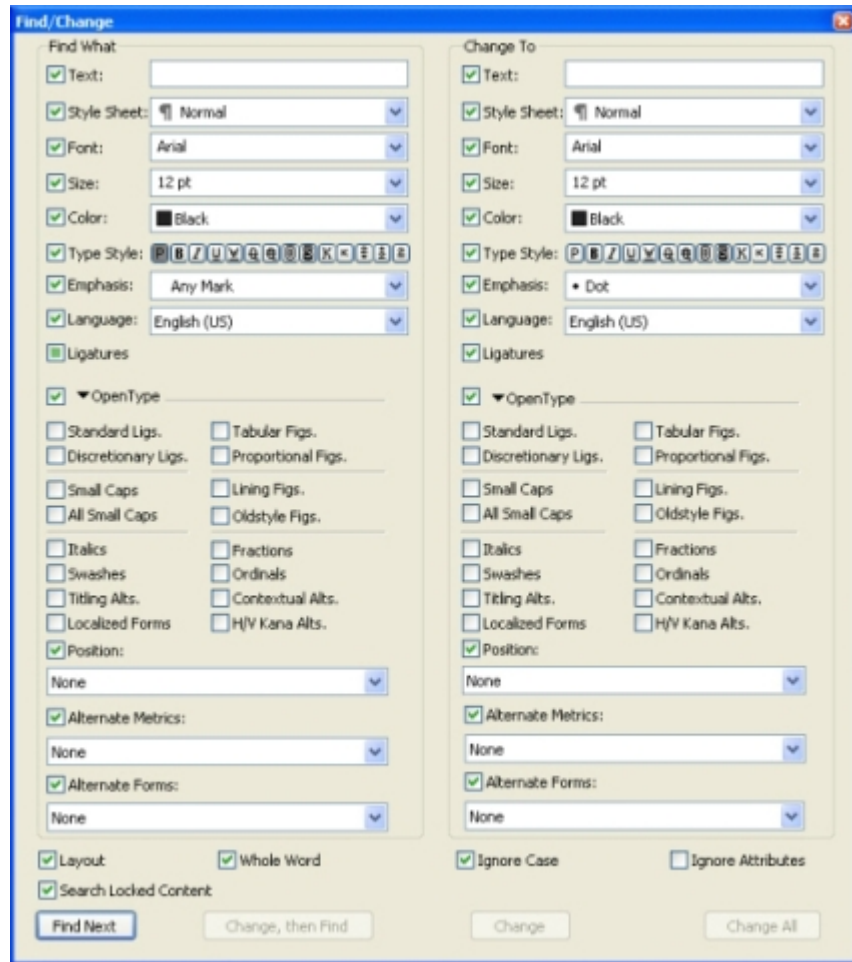 Find/Change
Find What
Text:
Style Sheet: ¶ Normal
Font: Arial
Size: 12 pt
Color: Black
Type Style: P B I U W
Emphasis: Any Mark
Language: English (US)
Ligatures
OpenType
Standard Ligs. Tabular Figs.
Discretionary Ligs. Proportional Figs.
Small Caps Lining Figs.
All Small Caps Oldstyle Figs.
Italics Fractions
Swashes Ordinals
Titling Alts. Contextual Alts.
Localized Forms H/V Kana Alts.
Position:
None
Alternate Metrics:
None
Alternate Forms:
None
Change To
Text:
Style Sheet: ¶ Normal
Font: Arial
Size: 12 pt
Color: Black
Type Style: P B I U W
Emphasis: • Dot
Language: English (US)
Ligatures
OpenType
Standard Ligs. Tabular Figs.
Discretionary Ligs. Proportional Figs.
Small Caps Lining Figs.
All Small Caps Oldstyle Figs.
Italics Fractions
Swashes Ordinals
Titling Alts. Contextual Alts.
Localized Forms H/V Kana Alts.
Position:
None
Alternate Metrics:
None
Alternate Forms:
None
Layout Whole Word Ignore Case Ignore Attributes
Search Locked Content
Find Next Change, then Find Change Change All